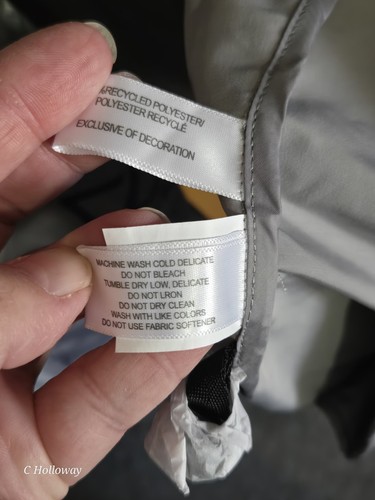 RECYCLED POLYESTER/
POLYESTER RECYCLÉ
EXCLUSIVE OF DECORATION
MACHINE WASH COLD DELICATE
DO NOT BLEACH
TUMBLE DRY LOW, DELICATE
DO NOT LRON
DO NOT DRY CLEAN
WASH WITH LIKE COLORS
DO NOT USE FABRIC SOFTENER
C Holloway